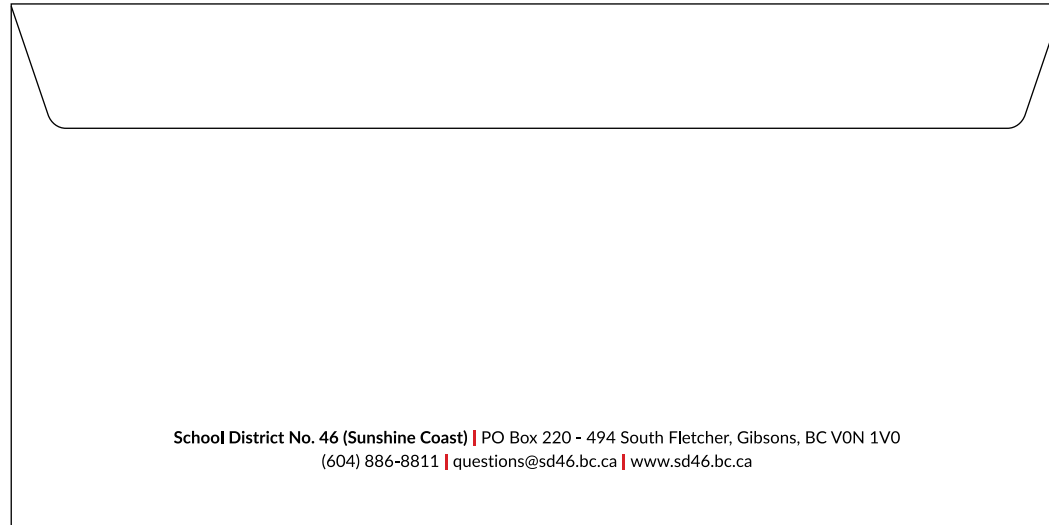 School District No. 46 (Sunshine Coast) | PO Box 220 - 494 South Fletcher, Gibsons, BC V0N 1V0
(604) 886-8811 | questions@sd46.bc.ca | www.sd46.bc.ca